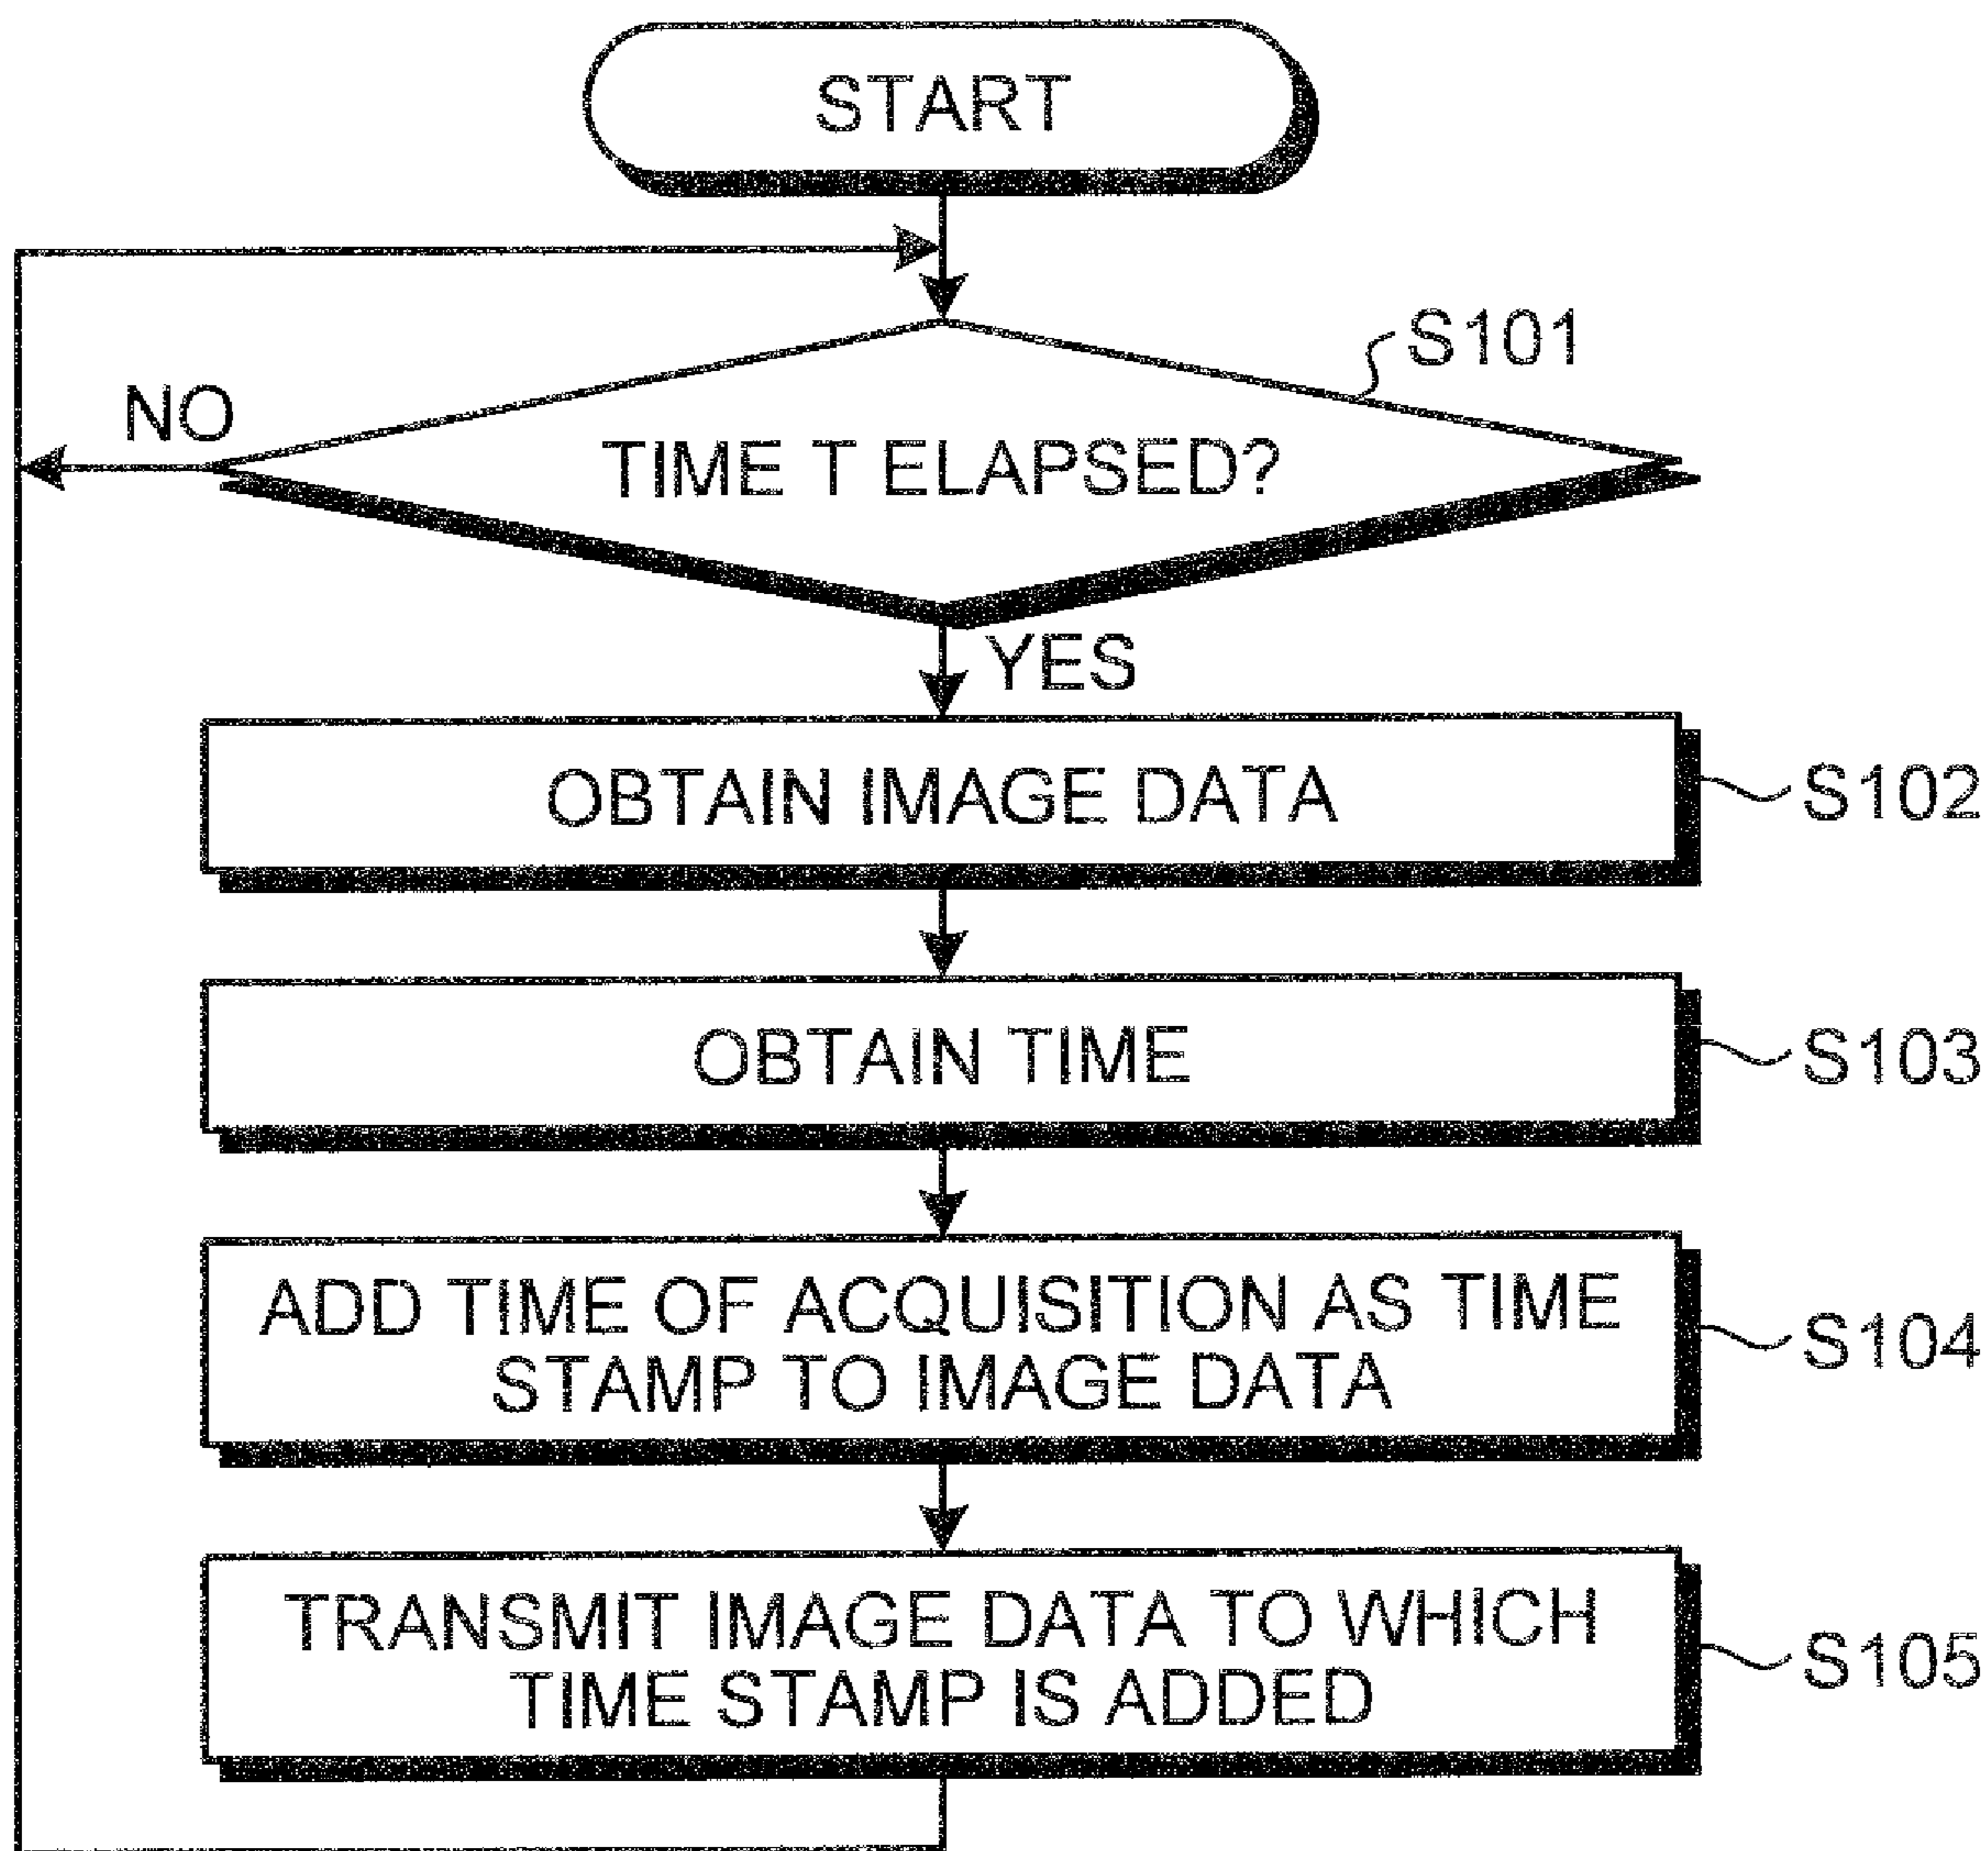 START
S101
NO
TIME T ELAPSED?
YES
OBTAIN IMAGE DATA
S102
OBTAIN TIME
S103
ADD TIME OF ACQUISITION AS TIME
STAMP TO IMAGE DATA
S104
TRANSMIT IMAGE DATA TO WHICH
TIME STAMP IS ADDED
S105